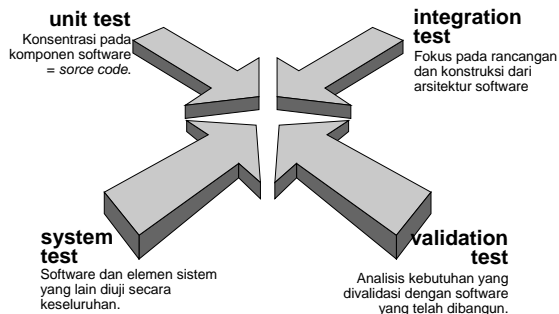 unit test
Konsentrasi pada
komponen software
= sorce code.
integration
test
Fokus pada rancangan
dan konstruksi dari
arsitektur software
system
test
Software dan elemen sistem
yang lain diuji secara
keseluruhan.
validation
test
Analisis kebutuhan yang
divalidasi dengan software
yang telah dibangun.